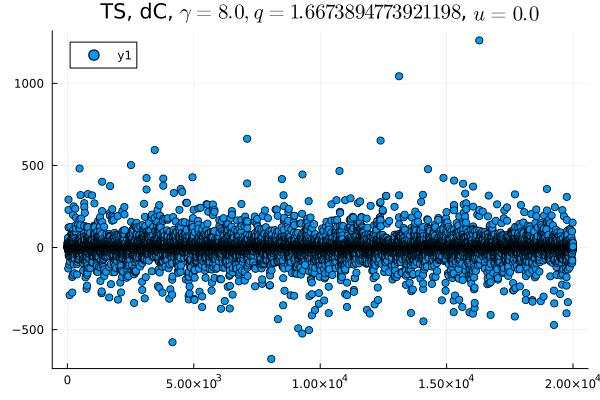 TS, dC, γ = 8.0, q = 1.6673894773921198, u = 0.0
y1
1000
500
0
−500
0 5.00×10³ 1.00×10⁴ 1.50×10⁴ 2.00×10⁴